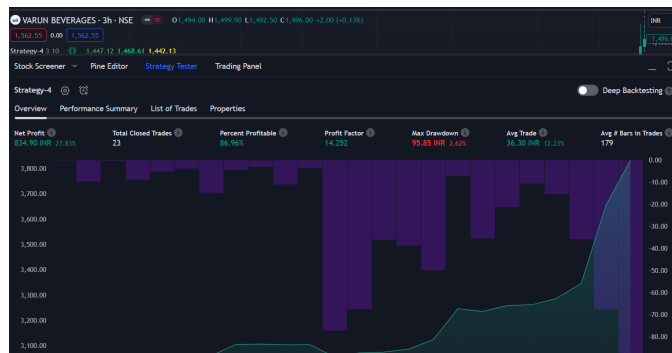 VARUN BEVERAGES · 3h · NSE O1,494.00 H1,499.90 L1,492.50 C1,496.00 +2.00 (+0.13%) INR
1,562.55 0.00 1,562.55 1,496.0
Strategy-4 3 10 1,447.12 1,468.61 1,442.13
Stock Screener Pine Editor Strategy Tester Trading Panel
Strategy-4 Deep Backtesting
Overview Performance Summary List of Trades Properties
Net Profit Total Closed Trades Percent Profitable Profit Factor Max Drawdown Avg Trade Avg # Bars in Trades
834.90 INR 27.83% 23 86.96% 14.252 95.85 INR 2.62% 36.30 INR 12.23% 179
3,800.00 0.00
3,700.00 -10.00
3,600.00 -20.00
3,500.00 -30.00
-40.00
3,400.00 -50.00
3,300.00 -60.00
3,200.00 -70.00
3,100.00 -80.00